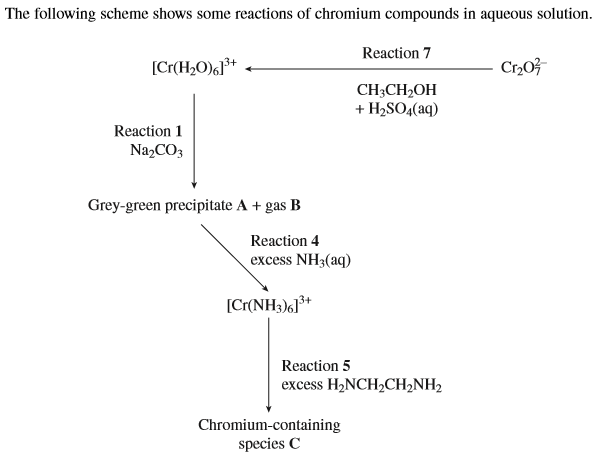 The following scheme shows some reactions of chromium compounds in aqueous solution.
Reaction 7
[Cr(H₂O)₆]³⁺
Cr₂O₇²⁻
CH₃CH₂OH
+ H₂SO₄(aq)
Reaction 1
Na₂CO₃
Grey-green precipitate A + gas B
Reaction 4
excess NH₃(aq)
[Cr(NH₃)₆]³⁺
Reaction 5
excess H₂NCH₂CH₂NH₂
Chromium-containing
species C